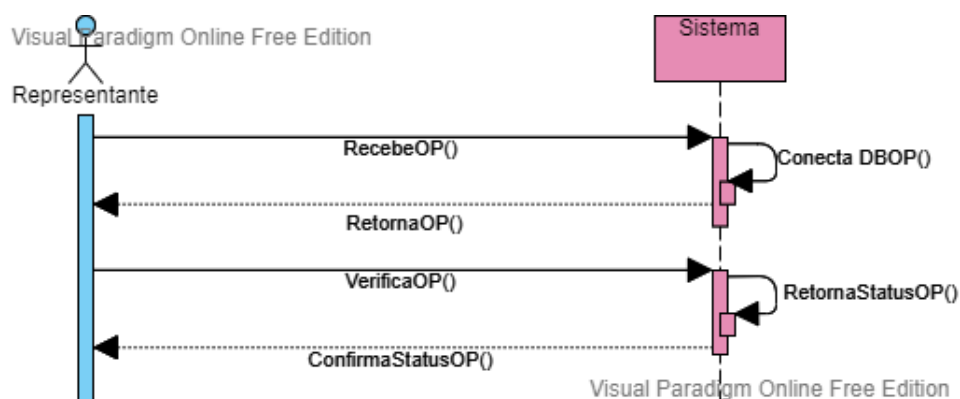 Visual Paradigm Online Free Edition
Sistema
Representante
RecebeOP()
Conecta DBOP()
RetornaOP()
VerificaOP()
RetornaStatusOP()
ConfirmaStatusOP()
Visual Paradigm Online Free Edition